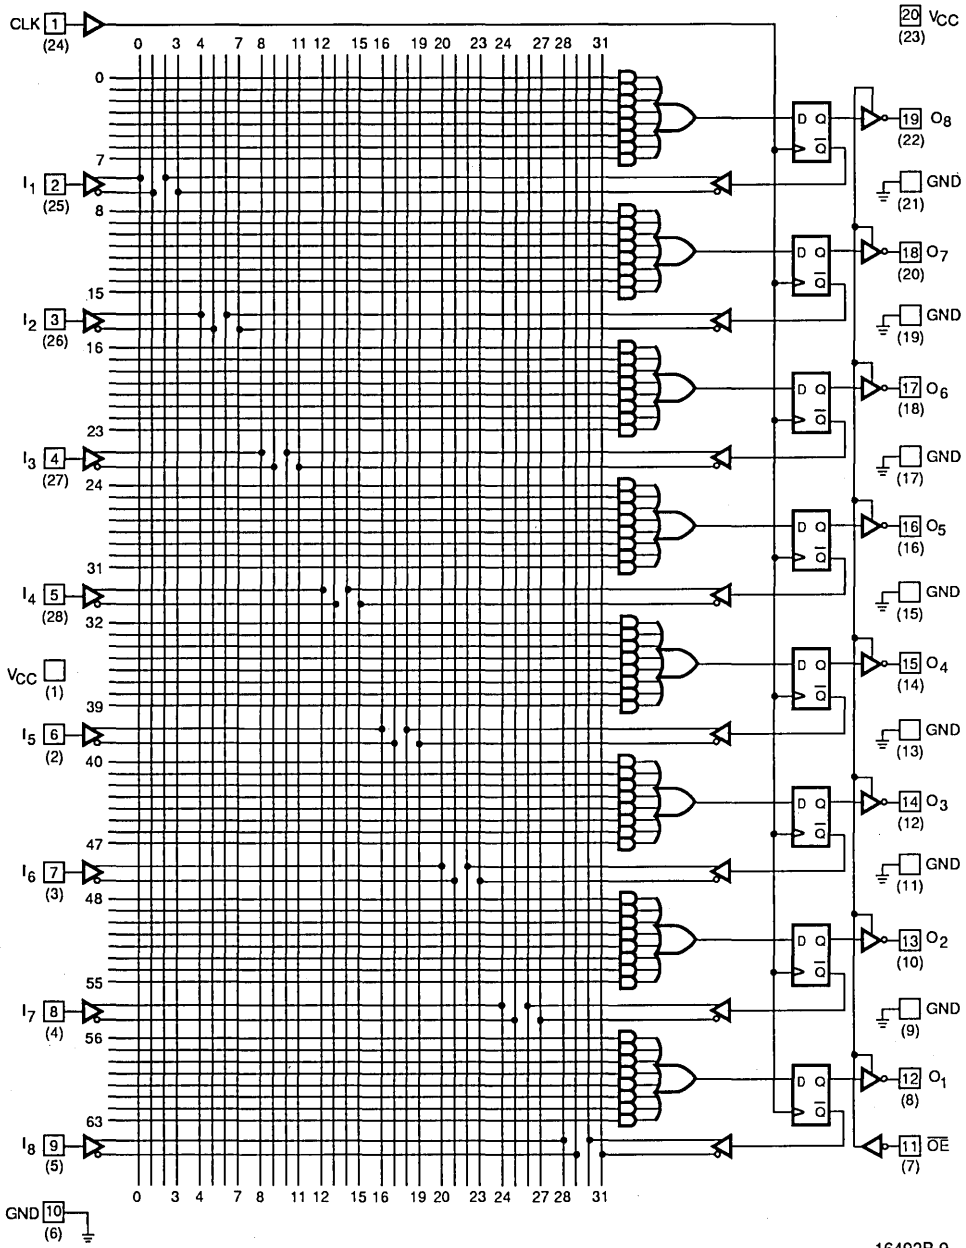 CLK 1 (24)
20 VCC (23)
0 3 4 7 8 11 12 15 16 19 20 23 24 27 28 31
0
7
D Q Q̅
19 O8 (22)
I1 2 (25)
GND (21)
8
15
D Q Q̅
18 O7 (20)
I2 3 (26)
GND (19)
16
23
D Q Q̅
17 O6 (18)
I3 4 (27)
GND (17)
24
31
D Q Q̅
16 O5 (16)
I4 5 (28)
GND (15)
32
39
VCC (1)
D Q Q̅
15 O4 (14)
I5 6 (2)
GND (13)
40
47
D Q Q̅
14 O3 (12)
I6 7 (3)
GND (11)
48
55
D Q Q̅
13 O2 (10)
I7 8 (4)
GND (9)
56
63
D Q Q̅
12 O1 (8)
I8 9 (5)
11 O̅E̅ (7)
0 3 4 7 8 11 12 15 16 19 20 23 24 27 28 31
GND 10 (6)